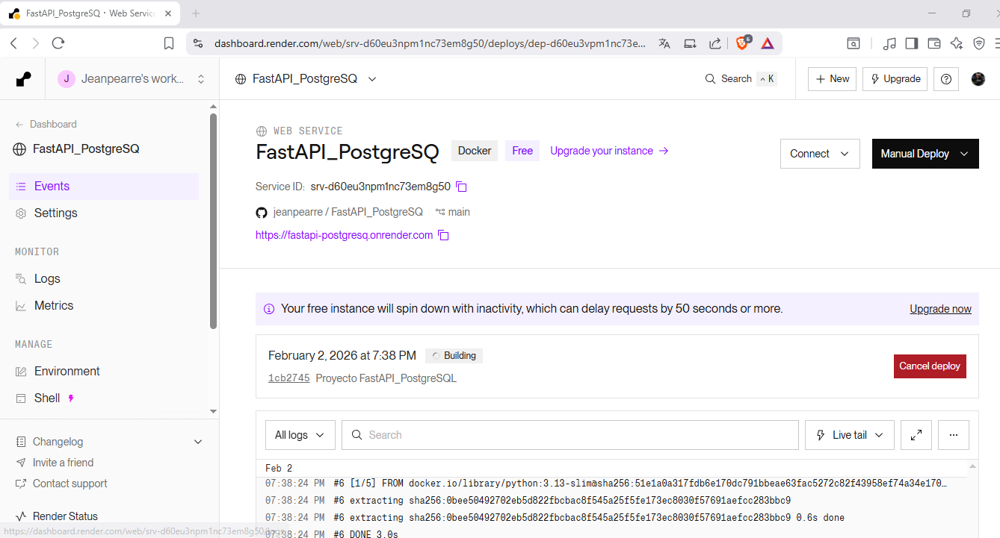 FastAPI_PostgreSQ · Web Servic
dashboard.render.com/web/srv-d60eu3npm1nc73em8g50/deploys/dep-d60eu3vpm1nc73e...
6
J Jeanpearre's work...
FastAPI_PostgreSQ
Search ^ K
+ New
Upgrade
← Dashboard
FastAPI_PostgreSQ
Events
Settings
MONITOR
Logs
Metrics
MANAGE
Environment
Shell
Changelog
Invite a friend
Contact support
Render Status
https://dashboard.render.com/web/srv-d60eu3npm1nc73em8g50/logs
WEB SERVICE
FastAPI_PostgreSQ Docker Free Upgrade your instance →
Connect
Manual Deploy
Service ID: srv-d60eu3npm1nc73em8g50
jeanpearre / FastAPI_PostgreSQ main
https://fastapi-postgresq.onrender.com
Your free instance will spin down with inactivity, which can delay requests by 50 seconds or more. Upgrade now
February 2, 2026 at 7:38 PM Building
1cb2745 Proyecto FastAPI_PostgreSQL
Cancel deploy
All logs
Search
Live tail
...
Feb 2
07:38:24 PM #6 [1/5] FROM docker.io/library/python:3.13-slim@sha256:51e1a0a317fdb6e170dc791bbeae63fac5272c82f43958ef74a34e170...
07:38:24 PM #6 extracting sha256:0bee50492702eb5d822fbcbac8f545a25f5fe173ec8030f57691aefcc283bbc9
07:38:24 PM #6 extracting sha256:0bee50492702eb5d822fbcbac8f545a25f5fe173ec8030f57691aefcc283bbc9 0.6s done
07:38:24 PM #6 DONE 3.0s